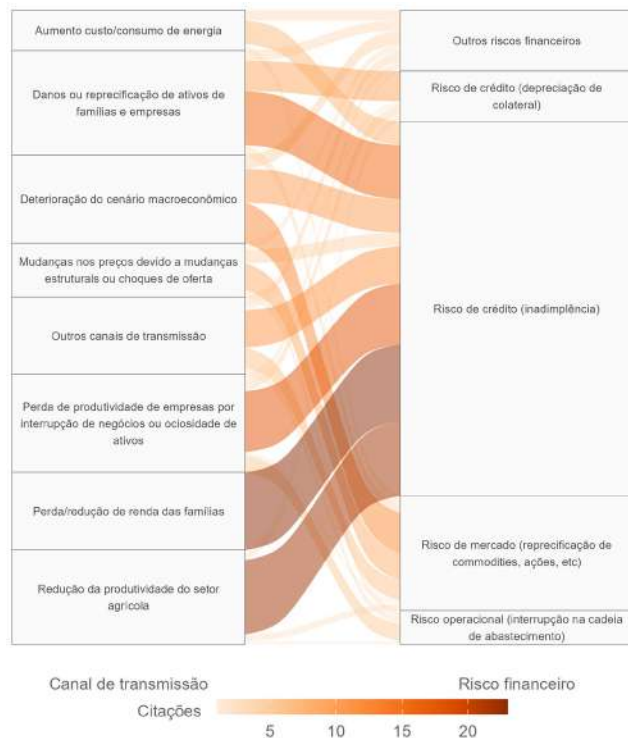 Aumento custo/consumo de energia
Danos ou reprecificação de ativos de
famílias e empresas
Deterioração do cenário macroeconômico
Mudanças nos preços devido a mudanças
estruturais ou choques de oferta
Outros canais de transmissão
Perda de produtividade de empresas por
interrupção de negócios ou ociosidade de
ativos
Perda/redução de renda das famílias
Redução da produtividade do setor
agrícola
Outros riscos financeiros
Risco de crédito (depreciação de
colateral)
Risco de crédito (inadimplência)
Risco de mercado (reprecificação de
commodities, ações, etc)
Risco operacional (interrupção na cadeia
de abastecimento)
Canal de transmissão
Risco financeiro
Citações
5 10 15 20